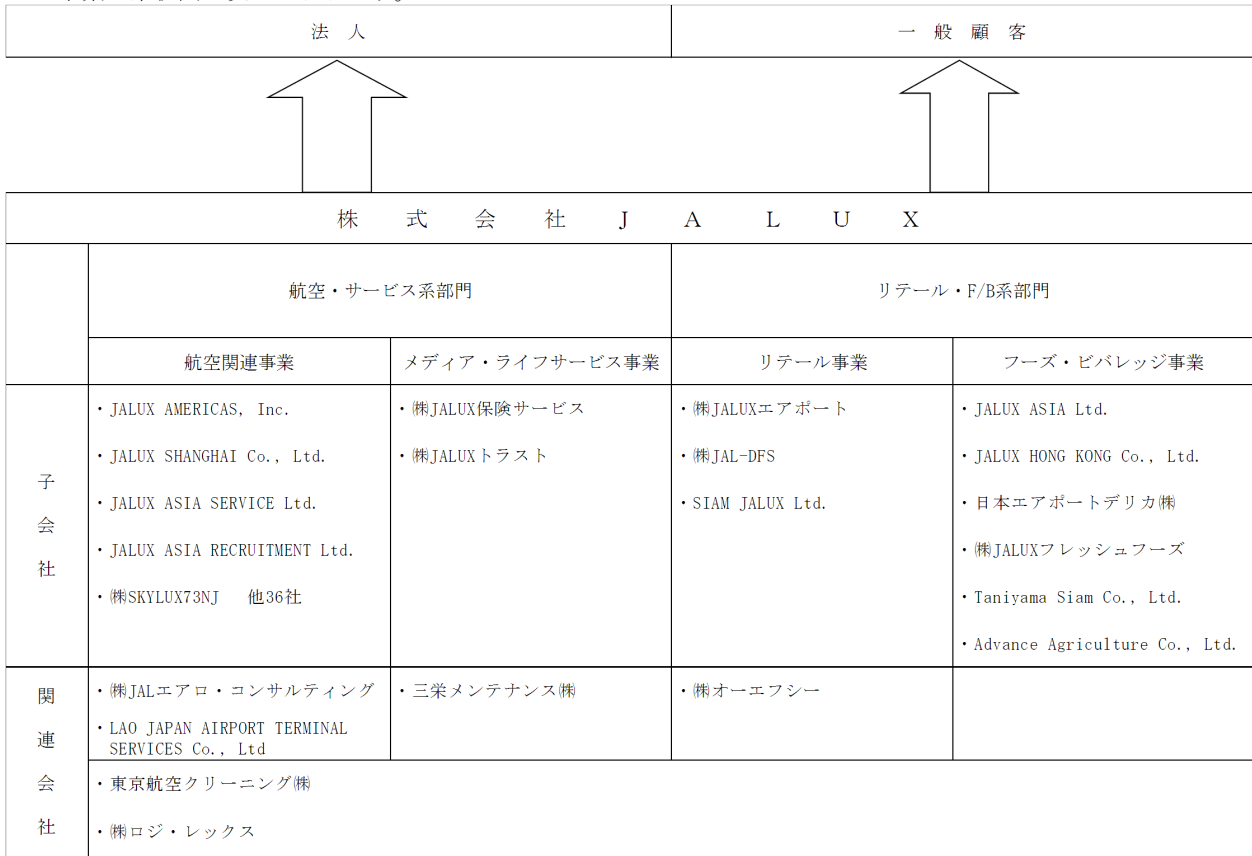 法人
一般顧客
株式会社JALUX
航空・サービス系部門
リテール・F/B系部門
航空関連事業
メディア・ライフサービス事業
リテール事業
フーズ・ビバレッジ事業
子会社
・JALUX AMERICAS, Inc.
・JALUX SHANGHAI Co., Ltd.
・JALUX ASIA SERVICE Ltd.
・JALUX ASIA RECRUITMENT Ltd.
・㈱SKYLUX73NJ 他36社
・㈱JALUX保険サービス
・㈱JALUXトラスト
・㈱JALUXエアポート
・㈱JAL-DFS
・SIAM JALUX Ltd.
・JALUX ASIA Ltd.
・JALUX HONG KONG Co., Ltd.
・日本エアポートデリカ㈱
・㈱JALUXフレッシュフーズ
・Taniyama Siam Co., Ltd.
・Advance Agriculture Co., Ltd.
関連会社
・㈱JALエアロ・コンサルティング
・LAO JAPAN AIRPORT TERMINAL
SERVICES Co., Ltd
・三栄メンテナンス㈱
・㈱オーエフシー
・東京航空クリーニング㈱
・㈱ロジ・レックス